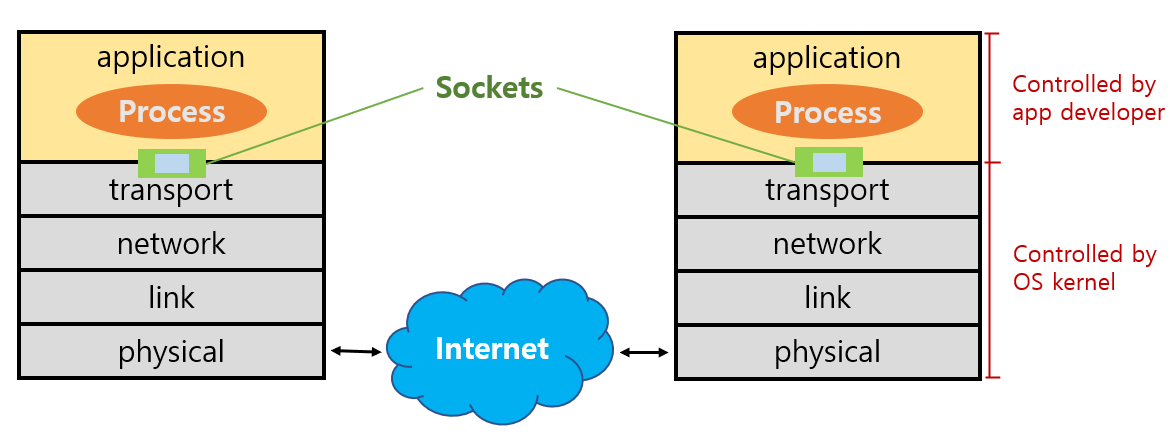 application
Process
transport
network
link
physical
Sockets
Internet
application
Process
transport
network
link
physical
Controlled by
app developer
Controlled by
OS kernel